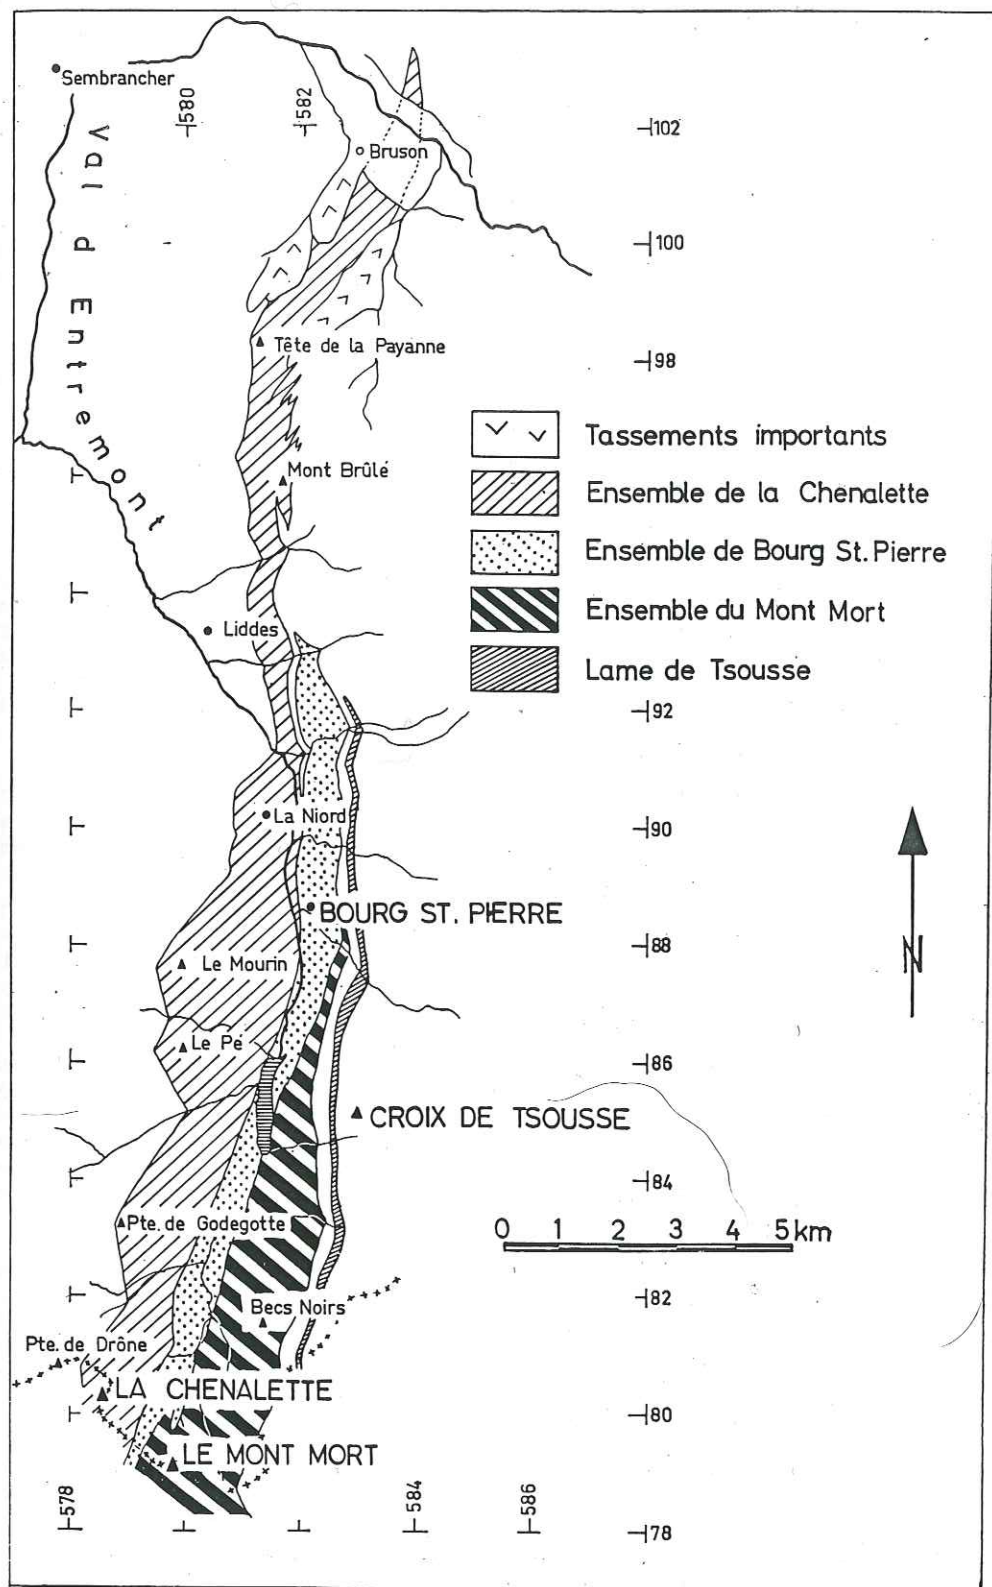 Sembrancher
580
582
102
Bruson
Val d Entremont
100
Tête de la Payanne
98
Tassements importants
Mont Brûlé
Ensemble de la Chenalette
Ensemble de Bourg St. Pierre
Ensemble du Mont Mort
Liddes
Lame de Tsousse
92
La Niord
90
BOURG ST. PIERRE
88
Le Mourin
N
Le Pé
86
CROIX DE TSOUSSE
84
Pte. de Godegotte
0 1 2 3 4 5 km
82
Becs Noirs
Pte. de Drône
LA CHENALETTE
80
LE MONT MORT
578
584
586
78